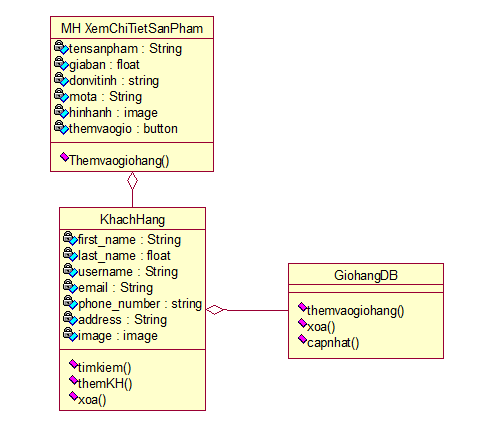 MH XemChiTietSanPham
tensanpham : String
giaban : float
donvitinh : string
mota : String
hinhanh : image
themvaogio : button
Themvaogiohang()
KhachHang
first_name : String
last_name : float
username : String
email : String
phone_number : string
address : String
image : image
timkiem()
themKH()
xoa()
GiohangDB
themvaogiohang()
xoa()
capnhat()